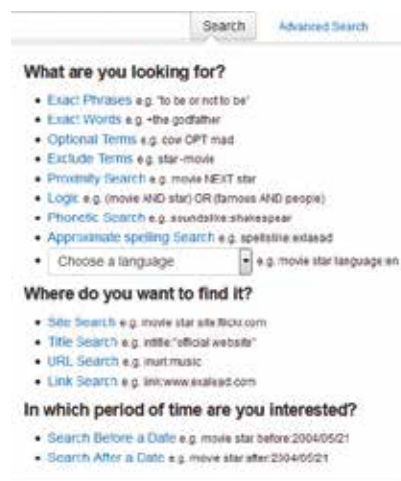 Search Advanced Search
What are you looking for?
Exact Phrases e.g. "to be or not to be"
Exact Words e.g. +the godfather
Optional Terms e.g. cow OPT mad
Exclude Terms e.g. star -movie
Proximity Search e.g. movie NEXT star
Logic e.g. (movie AND star) OR (famous AND people)
Phonetic Search e.g. soundslike:shakespear
Approximate spelling Search e.g. spellslike:exlaead
Choose a language e.g. movie star language:en
Where do you want to find it?
Site Search e.g. movie star site:flickr.com
Title Search e.g. intitle:"official website"
URL Search e.g. inurl:music
Link Search e.g. link:www.exalead.com
In which period of time are you interested?
Search Before a Date e.g. movie star before:2004/05/21
Search After a Date e.g. movie star after:2004/05/21